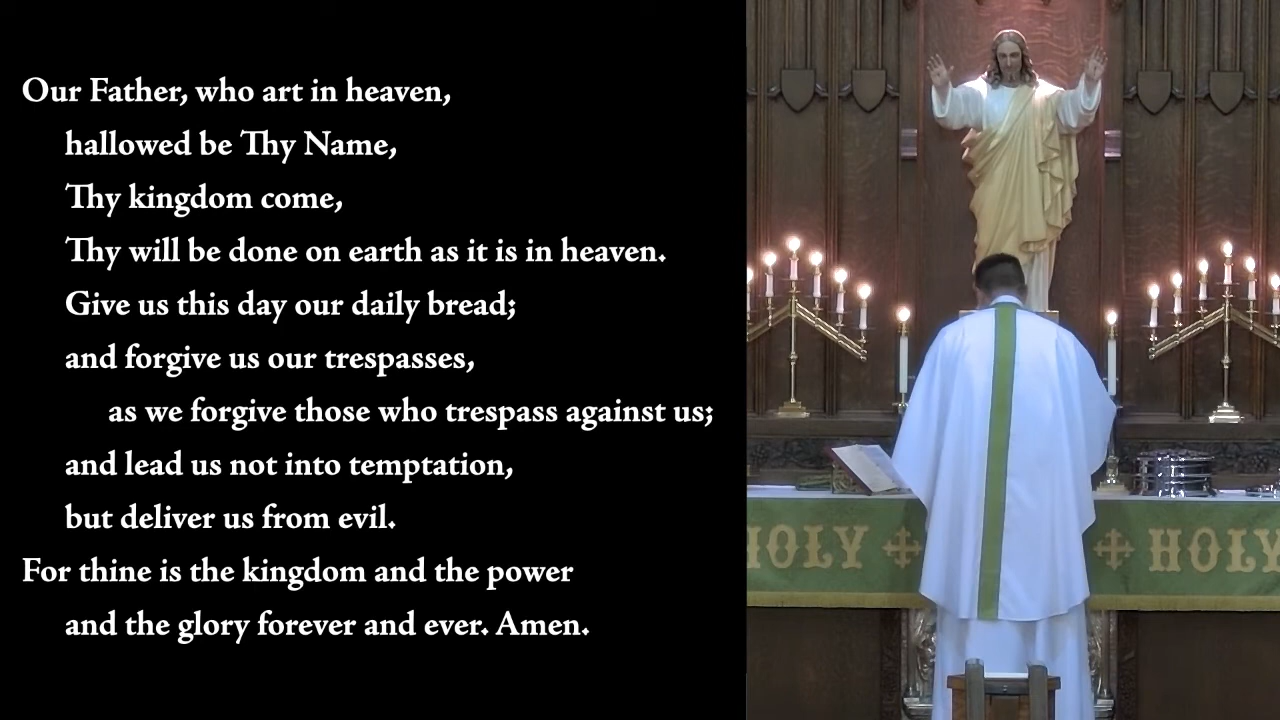 Our Father, who art in heaven,
hallowed be Thy Name,
Thy kingdom come,
Thy will be done on earth as it is in heaven.
Give us this day our daily bread;
and forgive us our trespasses,
as we forgive those who trespass against us;
and lead us not into temptation,
but deliver us from evil.
For thine is the kingdom and the power
and the glory forever and ever. Amen.
HOLY HOLY